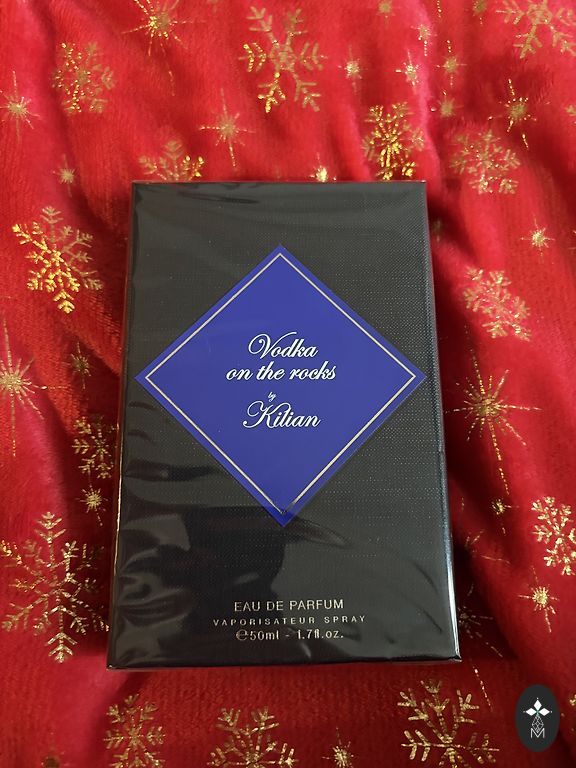 Vodka
on the rocks
by
Kilian
EAU DE PARFUM
VAPORISATEUR SPRAY
℮50ml - 1.7fl.oz.